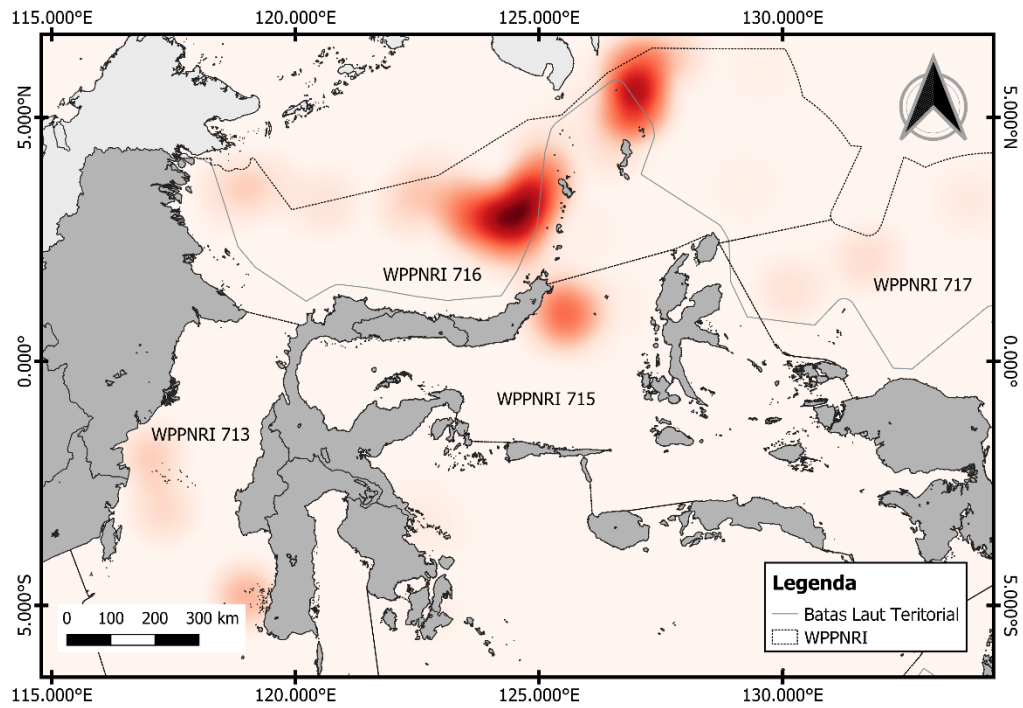 115.000°E 120.000°E 125.000°E 130.000°E
5.000°N 5.000°N
WPPNRI 716
WPPNRI 717
0.000° 0.000°
WPPNRI 715
WPPNRI 713
5.000°S 5.000°S
Legenda
Batas Laut Teritorial
WPPNRI
0 100 200 300 km
115.000°E 120.000°E 125.000°E 130.000°E